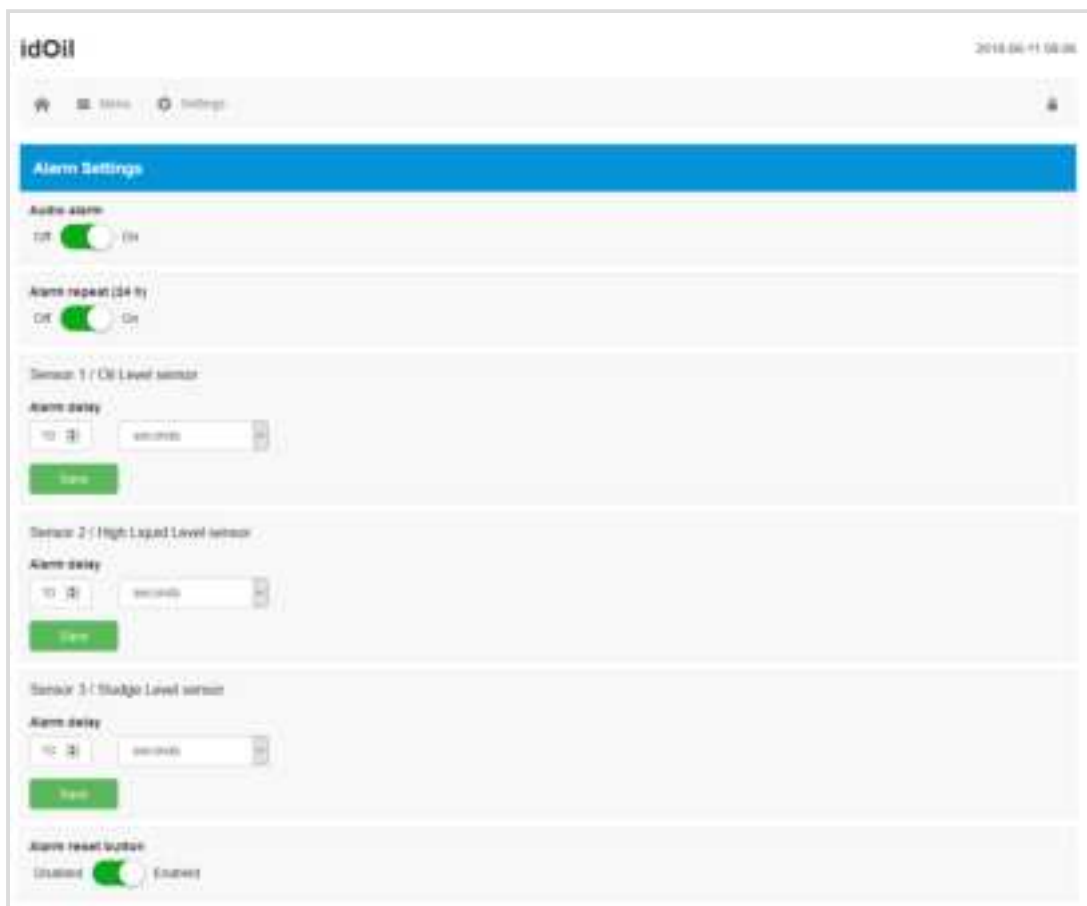 idOil
Menu Settings
Alarm Settings
Audio alarm
Off On
Alarm repeat (24 h)
Off On
Sensor 1 / Oil Level sensor
Alarm delay
10 seconds
Save
Sensor 2 / High Liquid Level sensor
Alarm delay
10 seconds
Save
Sensor 3 / Sludge Level sensor
Alarm delay
10 seconds
Save
Alarm reset button
Disabled Enabled